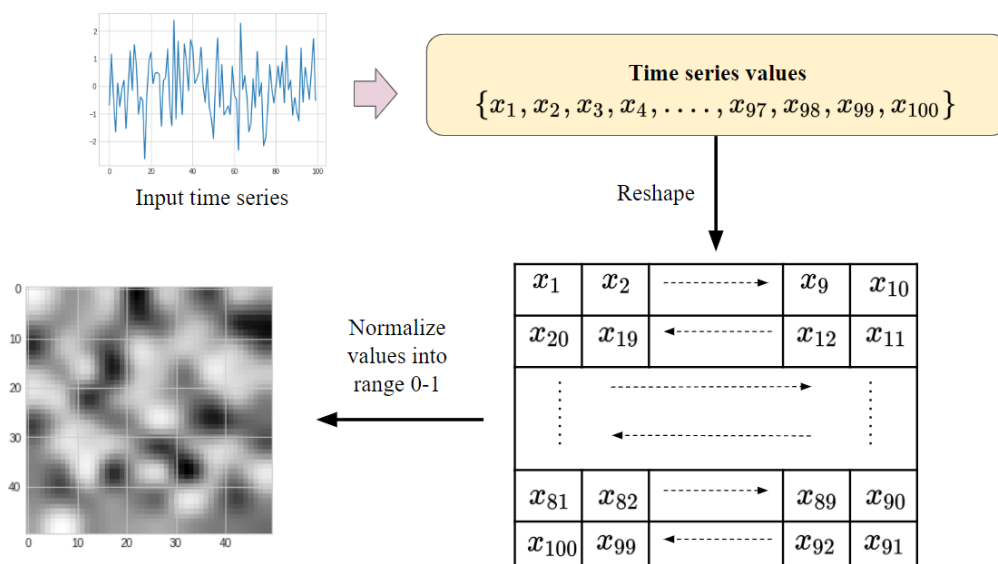 2
1
0
−1
−2
0 20 40 60 80 100
Input time series
Time series values
{x₁, x₂, x₃, x₄, . . . . , x₉₇, x₉₈, x₉₉, x₁₀₀}
Reshape
x₁ x₂ x₉ x₁₀
x₂₀ x₁₉ x₁₂ x₁₁
x₈₁ x₈₂ x₈₉ x₉₀
x₁₀₀ x₉₉ x₉₂ x₉₁
Normalize
values into
range 0-1
0
10
20
30
40
0 10 20 30 40